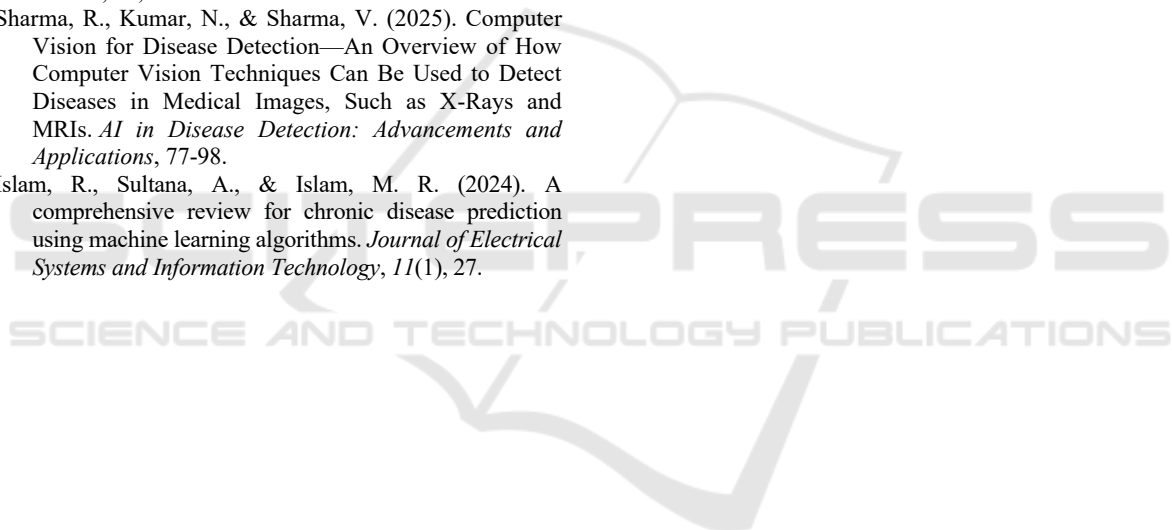 Sharma, R., Kumar, N., & Sharma, V. (2025). Computer
Vision for Disease Detection—An Overview of How
Computer Vision Techniques Can Be Used to Detect
Diseases in Medical Images, Such as X-Rays and
MRIs. AI in Disease Detection: Advancements and
Applications, 77-98.
Islam, R., Sultana, A., & Islam, M. R. (2024). A
comprehensive review for chronic disease prediction
using machine learning algorithms. Journal of Electrical
Systems and Information Technology, 11(1), 27.
SCITEPRESS
SCIENCE AND TECHNOLOGY PUBLICATIONS